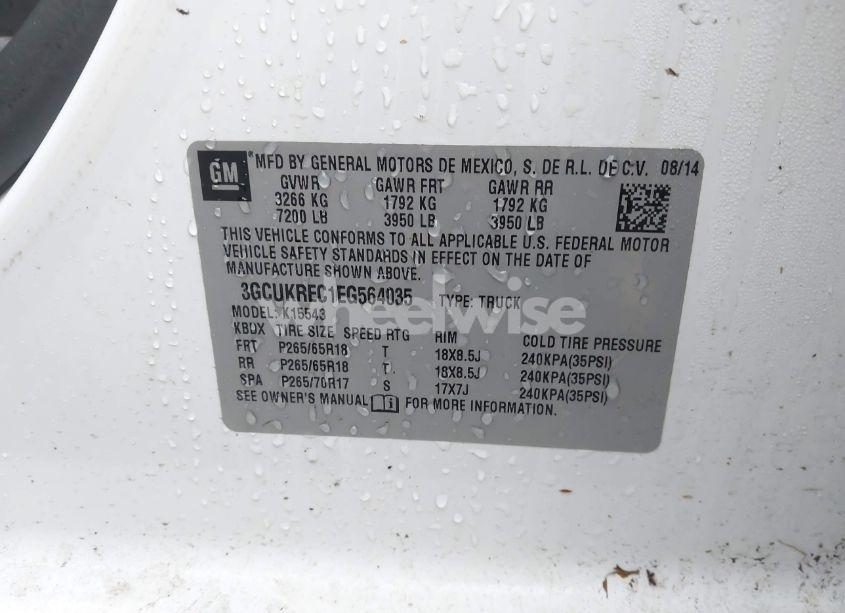 GM
*MFD BY GENERAL MOTORS DE MEXICO, S. DE R.L. DE C.V. 08/14
GVWR GAWR FRT GAWR RR
3266 KG 1792 KG 1792 KG
7200 LB 3950 LB 3950 LB
THIS VEHICLE CONFORMS TO ALL APPLICABLE U.S. FEDERAL MOTOR
VEHICLE SAFETY STANDARDS IN EFFECT ON THE DATE OF
MANUFACTURE SHOWN ABOVE.
3GCUKREC1EG564035 TYPE: TRUCK
MODEL: K15543
KBDX TIRE SIZE SPEED RTG RIM COLD TIRE PRESSURE
FRT P265/65R18 T 18X8.5J 240KPA(35PSI)
RR P265/65R18 T 18X8.5J 240KPA(35PSI)
SPA P265/70R17 S 17X7J 240KPA(35PSI)
SEE OWNER'S MANUAL i FOR MORE INFORMATION.
wheelwise